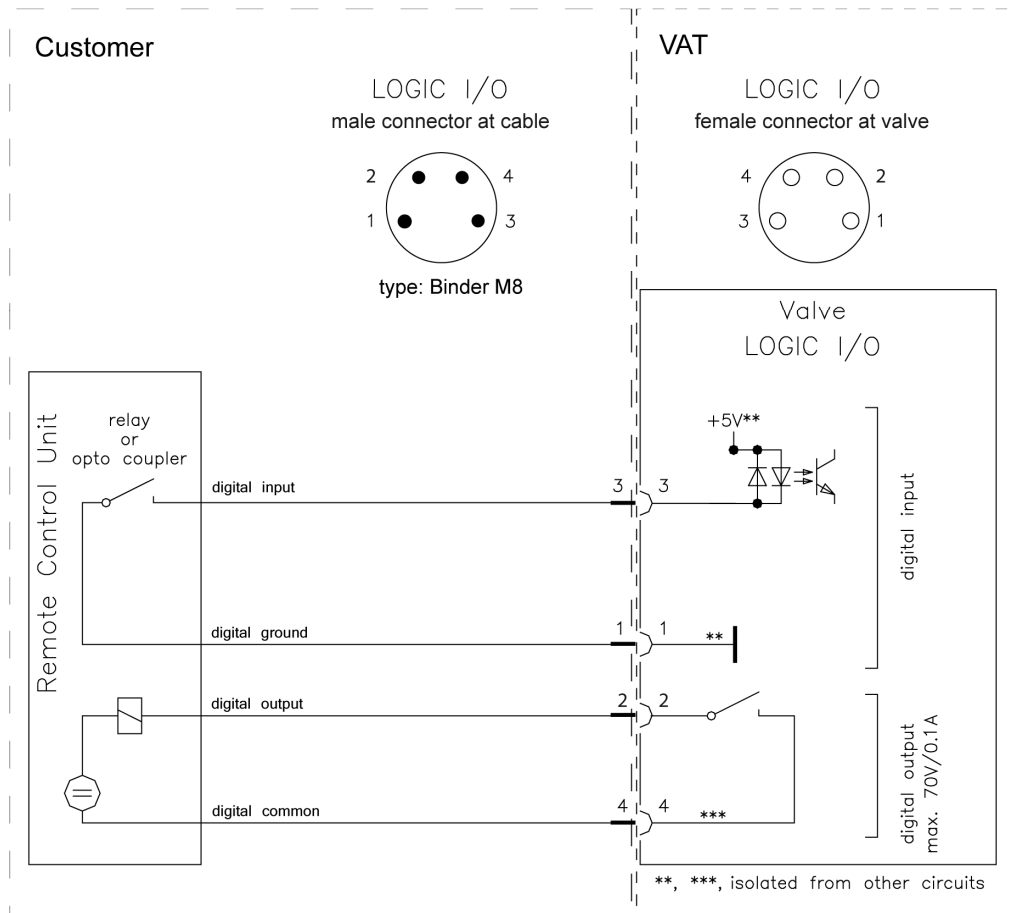 Customer
VAT
LOGIC I/O
male connector at cable
2
4
1
3
type: Binder M8
LOGIC I/O
female connector at valve
4
2
3
1
Valve
LOGIC I/O
Remote Control Unit
relay
or
opto coupler
digital input
3
3
+5V**
digital input
digital ground
1
1
**
digital output
2
2
digital common
4
4
***
digital output
max. 70V/0.1A
**, ***, isolated from other circuits